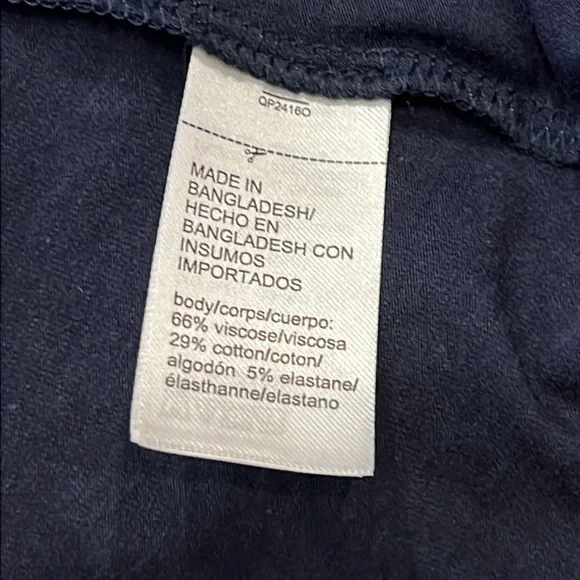 QP2416O
MADE IN
BANGLADESH/
HECHO EN
BANGLADESH CON
INSUMOS
IMPORTADOS
body/corps/cuerpo:
66% viscose/viscosa
29% cotton/coton/
algodón 5% elastane/
élasthanne/elastano